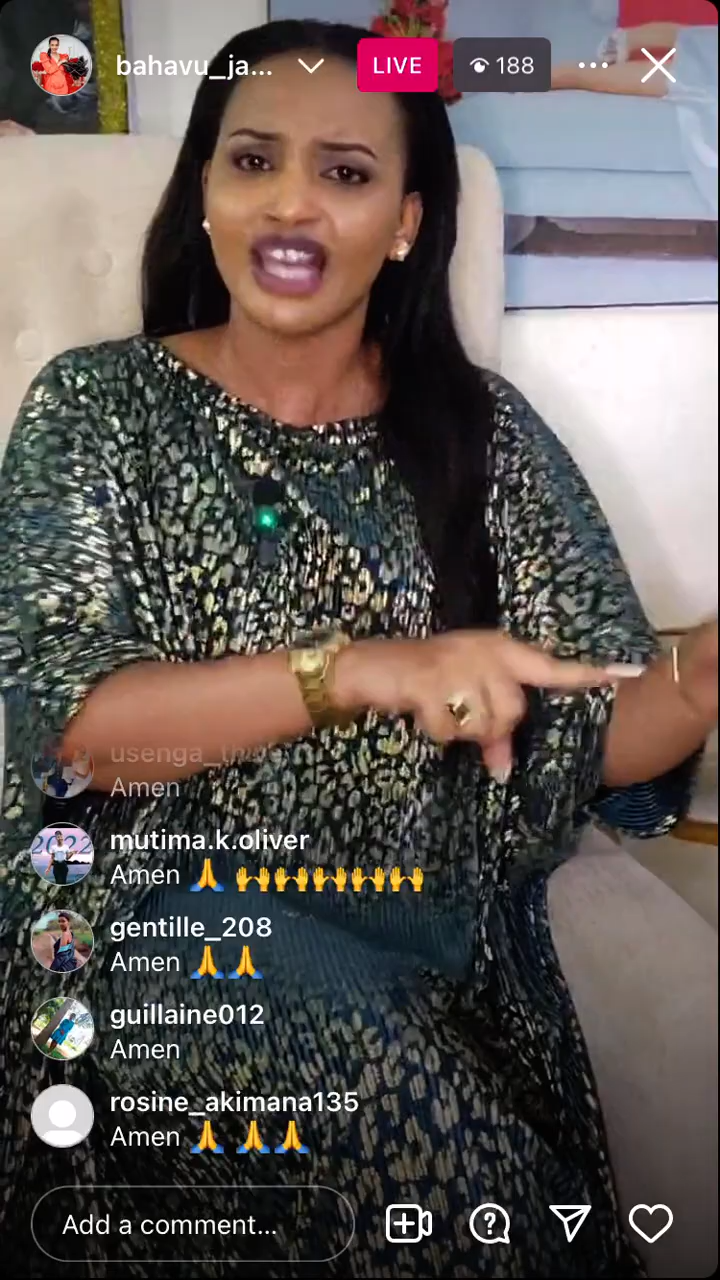 bahavu_ja...
LIVE
188
Amen
mutima.k.oliver
Amen 🙏 🙌🙌🙌🙌🙌
gentille_208
Amen 🙏🙏
guillaine012
Amen
rosine_akimana135
Amen 🙏 🙏🙏
Add a comment...